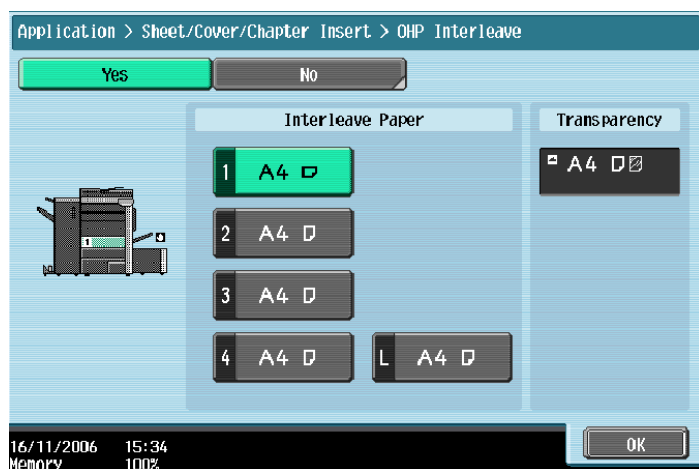 Application > Sheet/Cover/Chapter Insert > OHP Interleave
Yes
No
Interleave Paper
Transparency
1 A4
A4
2 A4
3 A4
4 A4
L A4
1
16/11/2006 15:34
Memory 100%
OK